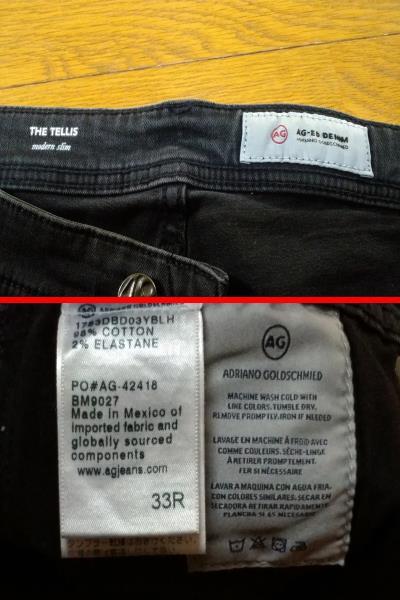 THE TELLIS
modern slim
AG
AG-ED DENIM
ADRIANO GOLDSCHMIED
AG
1783DBD03YBLH
98% COTTON
2% ELASTANE
PO#AG-42418
BM9027
Made in Mexico of
imported fabric and
globally sourced
components
www.agjeans.com
33R
AG
ADRIANO GOLDSCHMIED
MACHINE WASH COLD WITH
LIKE COLORS. TUMBLE DRY.
REMOVE PROMPTLY. IRON IF NEEDED
LAVAGE EN MACHINE À FROID AVEC
COMME COULEURS. SÈCHE-LINGE
À RETIRER PROMPTEMENT.
FER SI NÉCESSAIRE
LAVAR A MAQUINA CON AGUA FRIA.
CON COLORES SIMILARES. SECAR EN
SECADORA RETIRAR RAPIDAMENTE
PLANCHA SI ES NECESARIO